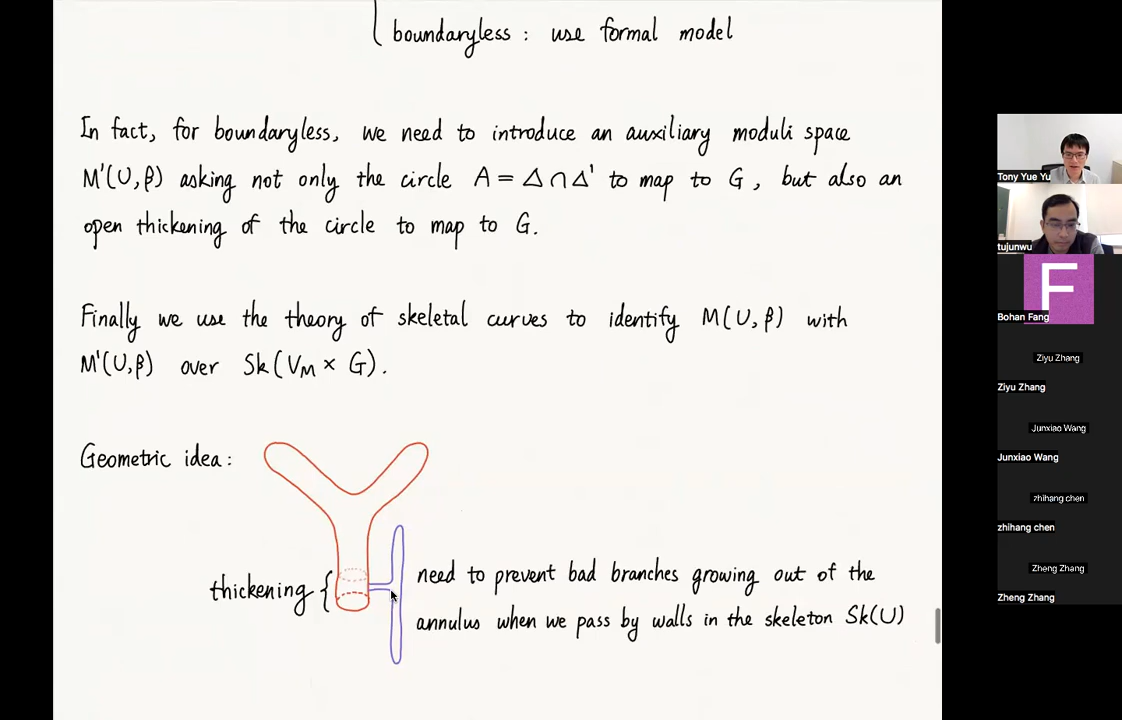 boundaryless : use formal model
In fact, for boundaryless, we need to introduce an auxiliary moduli space
M'(U,β) asking not only the circle A = Δ∩Δ' to map to G, but also an
open thickening of the circle to map to G.
Finally we use the theory of skeletal curves to identify M(U,β) with
M'(U,β) over Sk(V_M × G).
Geometric idea:
thickening {
need to prevent bad branches growing out of the
annulus when we pass by walls in the skeleton Sk(U)
Tony Yue Yu
tujunwu
F
Bohan Fang
Ziyu Zhang
Ziyu Zhang
Junxiao Wang
Junxiao Wang
zhihang chen
zhihang chen
Zheng Zhang
Zheng Zhang